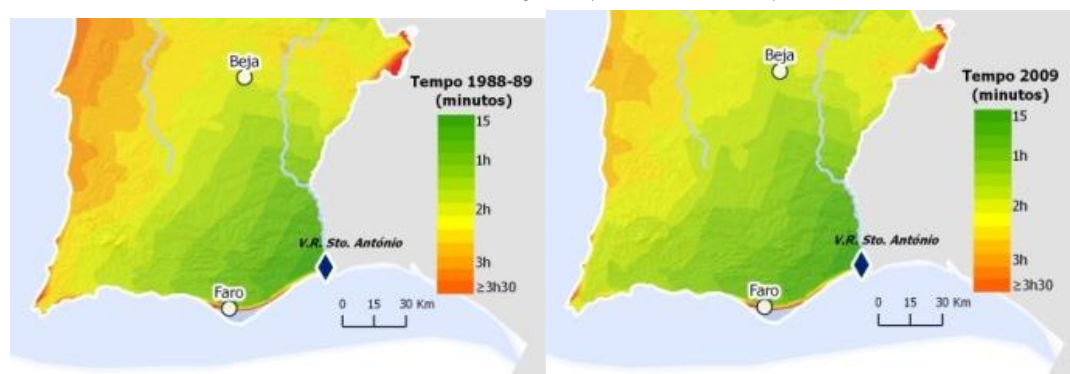 Beja
Tempo 1988-89
(minutos)
15
1h
2h
3h
≥3h30
V.R. Sto. António
Faro
0 15 30 Km
Beja
Tempo 2009
(minutos)
15
1h
2h
3h
≥3h30
V.R. Sto. António
Faro
0 15 30 Km